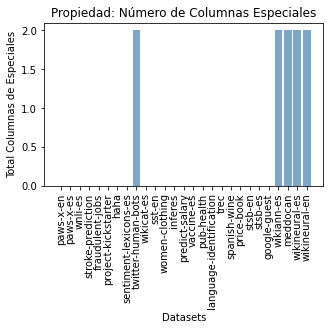 Propiedad: Número de Columnas Especiales
Total Columnas de Especiales
2.0
1.5
1.0
0.5
0.0
paws-x-en
paws-x-es
wnli-es
stroke-prediction
fraudulent-jobs
project-kickstarter
haha
sentiment-lexicons-es
twitter-human-bots
wikicat-es
sst-en
women-clothing
inferes
predict-salary
vaccine-es
pub-health
language-identification
trec
spanish-wine
price-book
stsb-en
stsb-es
google-guest
wikiann-es
meddocan
wikineural-es
wikineural-en
Datasets